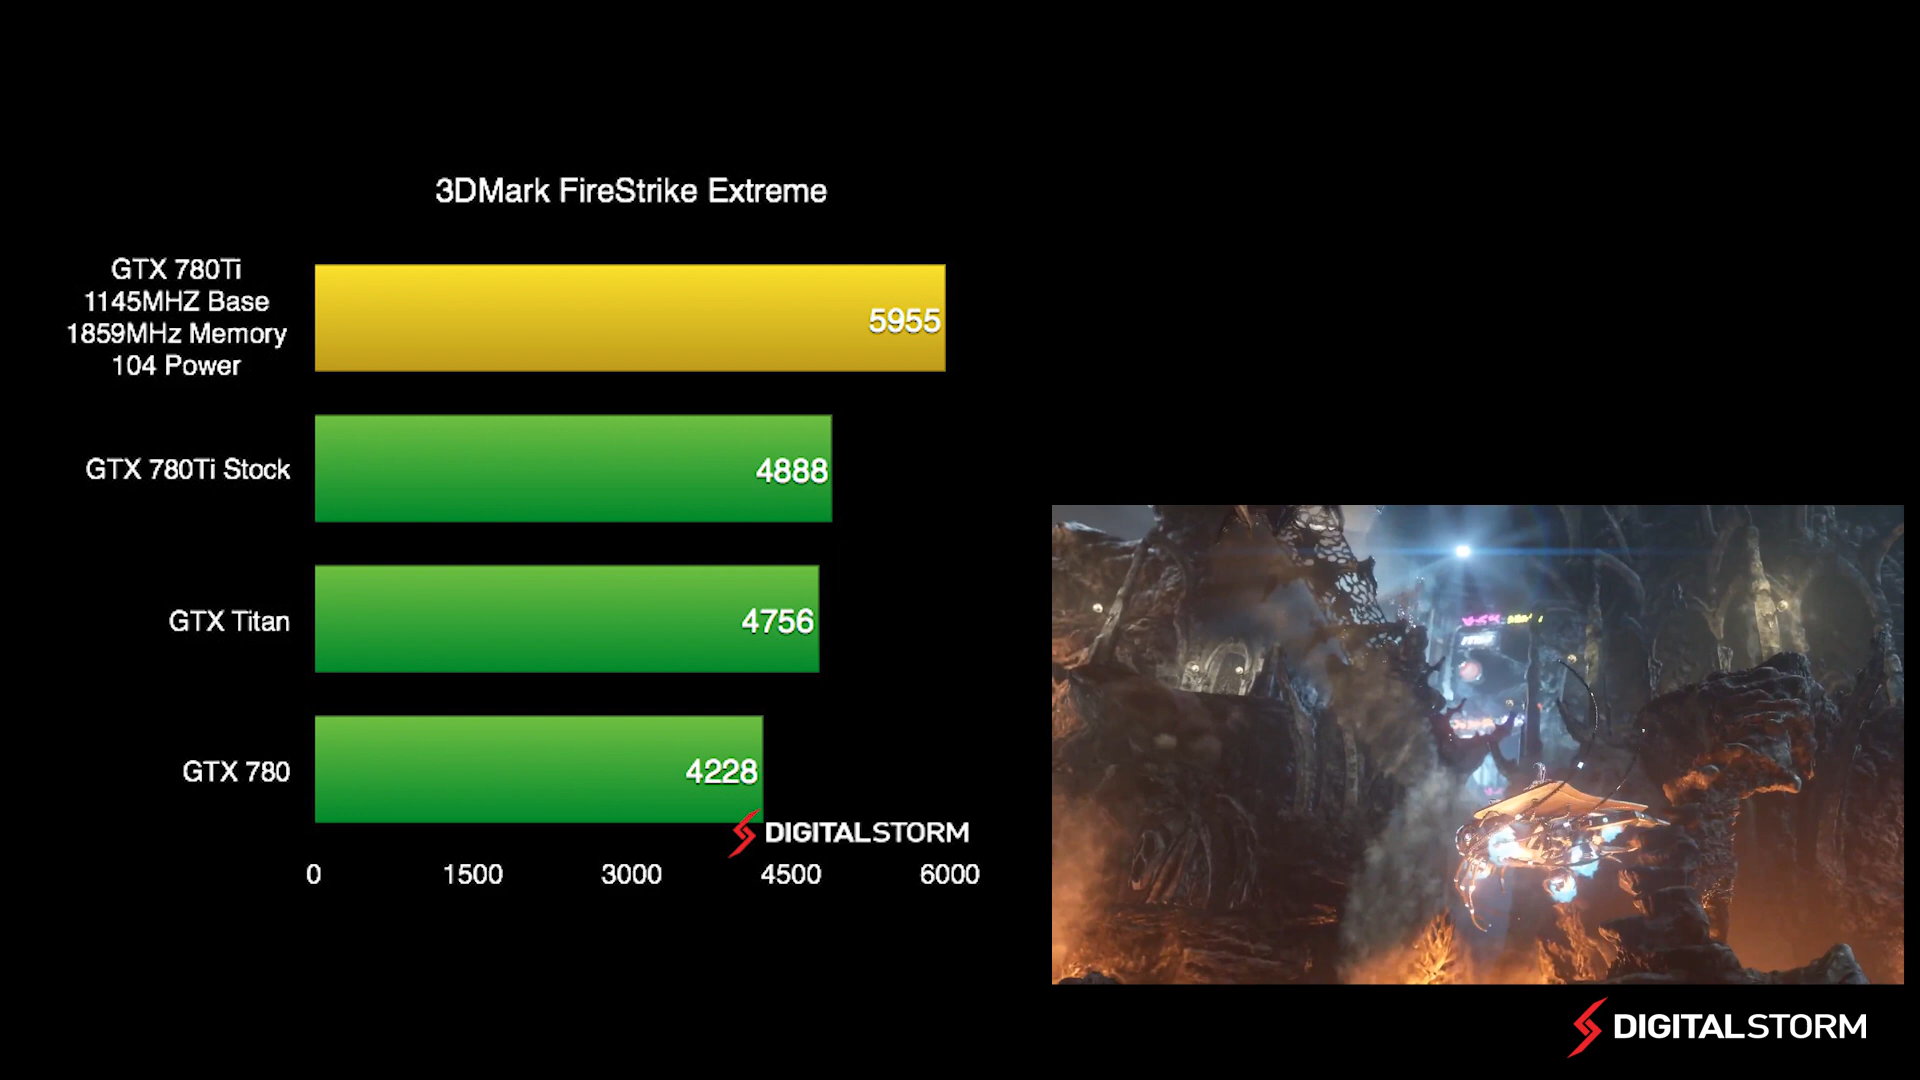 3DMark FireStrike Extreme
GTX 780Ti
1145MHZ Base
1859MHz Memory
104 Power
5955
GTX 780Ti Stock
4888
GTX Titan
4756
GTX 780
4228
DIGITALSTORM
0 1500 3000 4500 6000
DIGITALSTORM